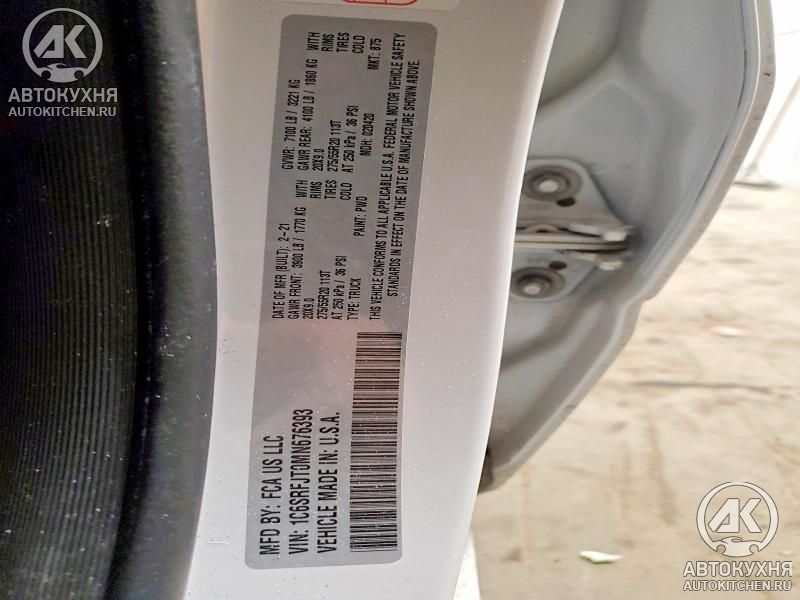 АК
АВТОКУХНЯ
AUTOKITCHEN.RU
MFD BY: FCA US LLC
DATE OF MFR (BUILT): 2-21
GVWR: 7100 LB / 3221 KG
GAWR FRONT: 3900 LB / 1770 KG WITH
GAWR REAR: 4100 LB / 1860 KG WITH
20X9.0 RIMS
20X9.0 RIMS
275/55R20 113T TIRES
275/55R20 113T TIRES
AT 250 kPa / 36 PSI COLD
AT 250 kPa / 36 PSI COLD
VIN: 1C6SRFJT0MN676393
TYPE: TRUCK
PAINT: PWD
MDH: 020420
MKT: 875
VEHICLE MADE IN: U.S.A.
THIS VEHICLE CONFORMS TO ALL APPLICABLE U.S.A. FEDERAL MOTOR VEHICLE SAFETY
STANDARDS IN EFFECT ON THE DATE OF MANUFACTURE SHOWN ABOVE.
АК
АВТОКУХНЯ
AUTOKITCHEN.RU